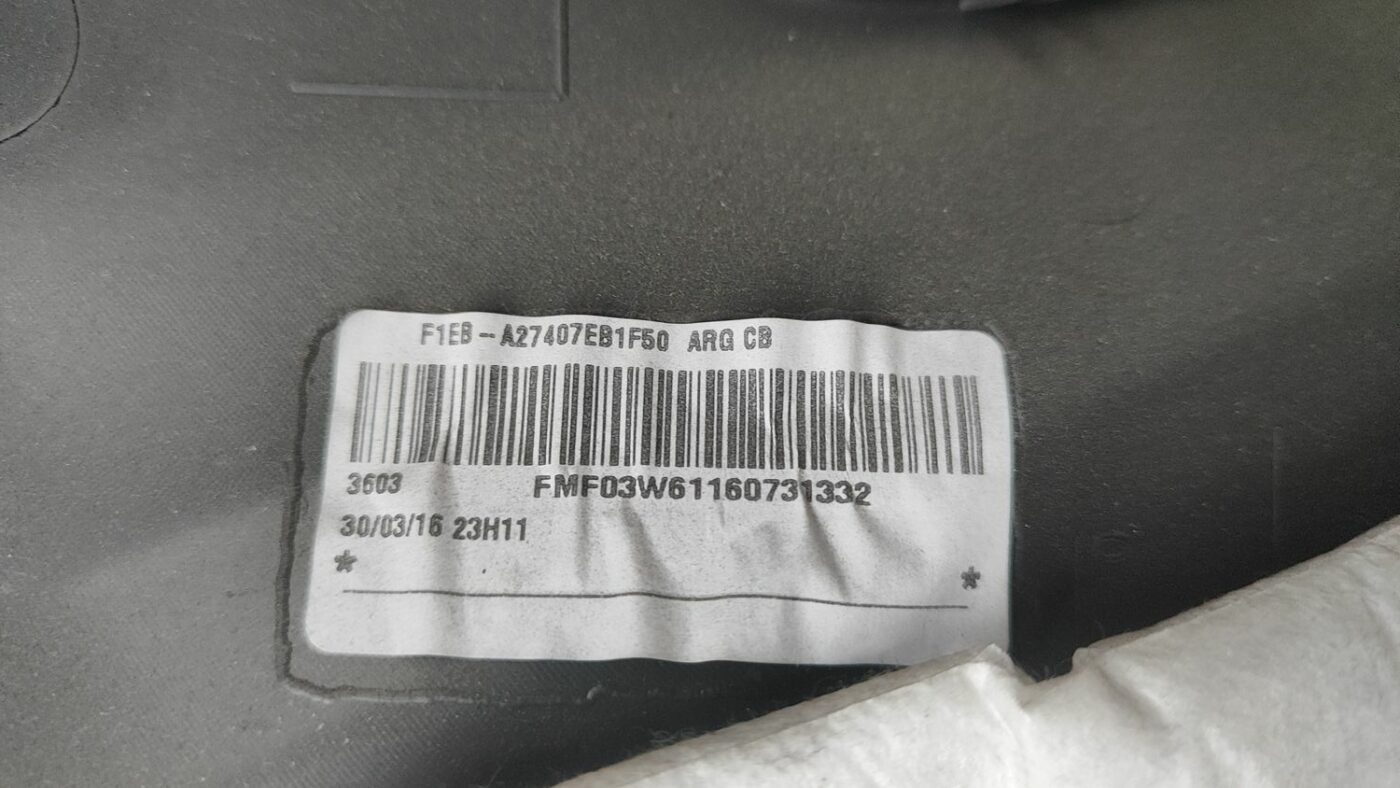 F1EB-A27407EB1F50 ARG CB
3603 FMF03W61160731332
30/03/16 23H11
* *